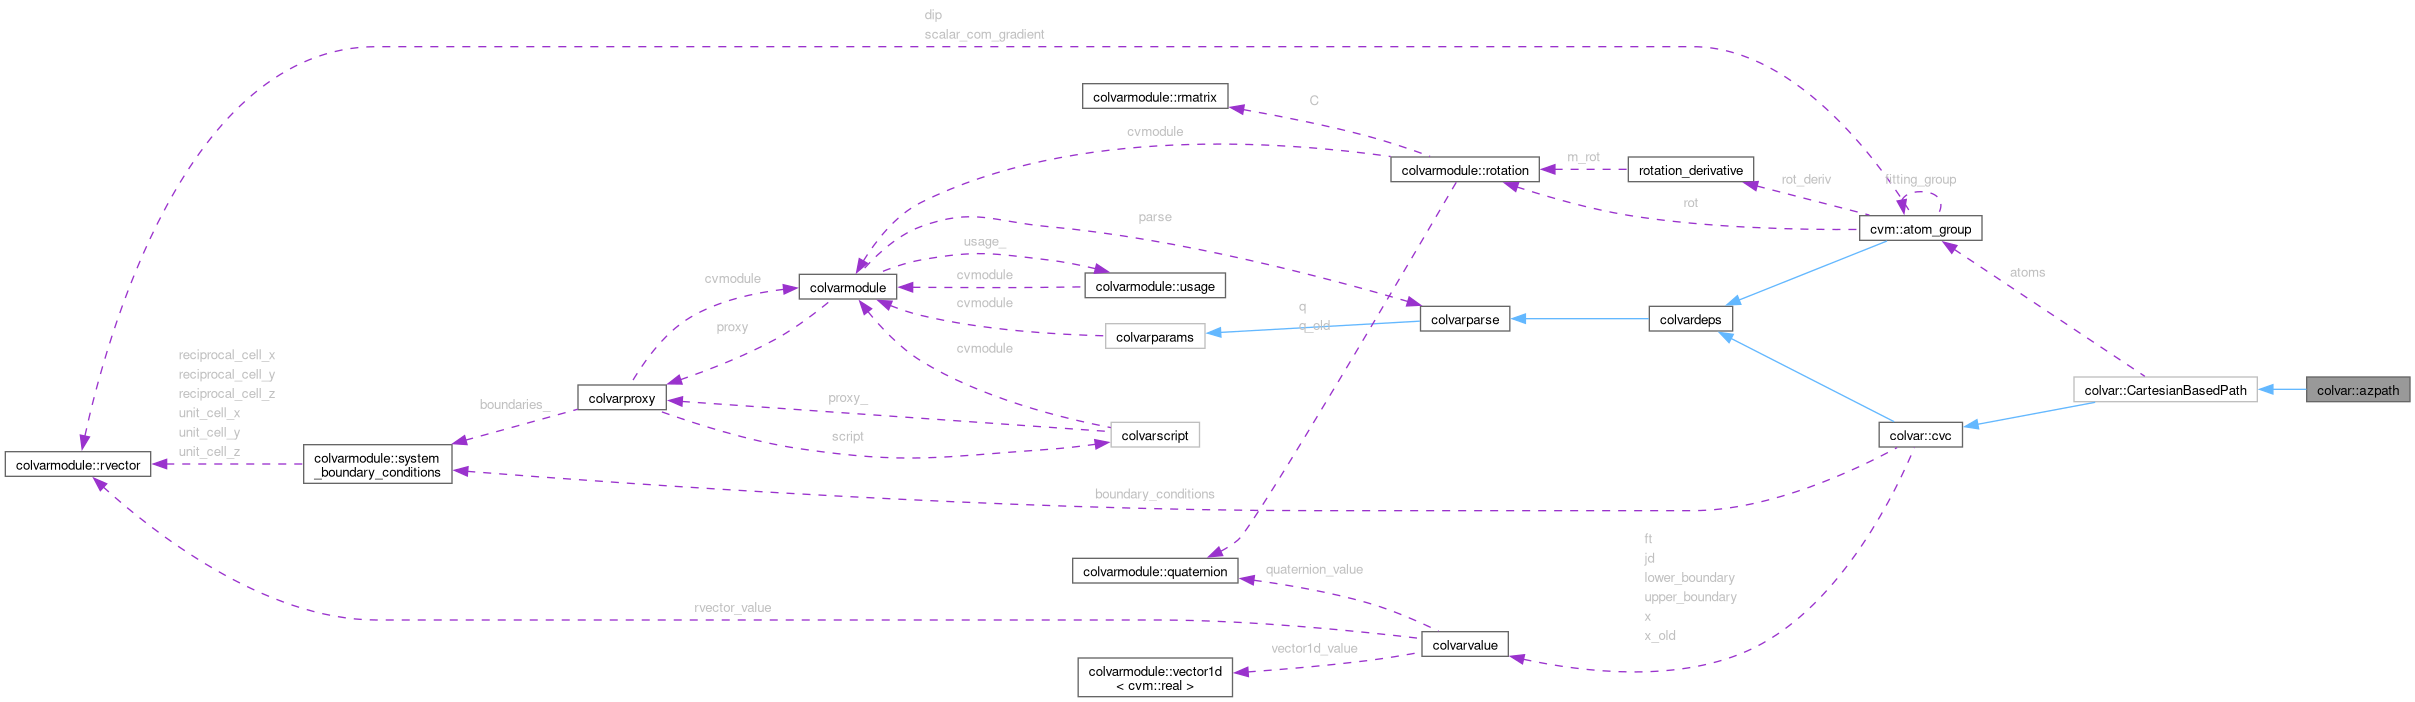 dip
scalar_com_gradient
colvarmodule::rmatrix
C
cvmodule
colvarmodule::rotation
m_rot
rotation_derivative
rot_deriv
fitting_group
rot
parse
cvm::atom_group
usage_
cvmodule
colvarmodule
cvmodule
colvarmodule::usage
atoms
cvmodule
q
q_old
colvarparse
colvardeps
proxy
colvarparams
cvmodule
reciprocal_cell_x
reciprocal_cell_y
reciprocal_cell_z
unit_cell_x
unit_cell_y
unit_cell_z
colvarproxy
boundaries_
proxy_
script
colvarscript
colvar::CartesianBasedPath
colvar::azpath
colvar::cvc
colvarmodule::rvector
colvarmodule::system
_boundary_conditions
boundary_conditions
ft
jd
lower_boundary
upper_boundary
x
x_old
colvarmodule::quaternion
quaternion_value
rvector_value
colvarvalue
vector1d_value
colvarmodule::vector1d
< cvm::real >